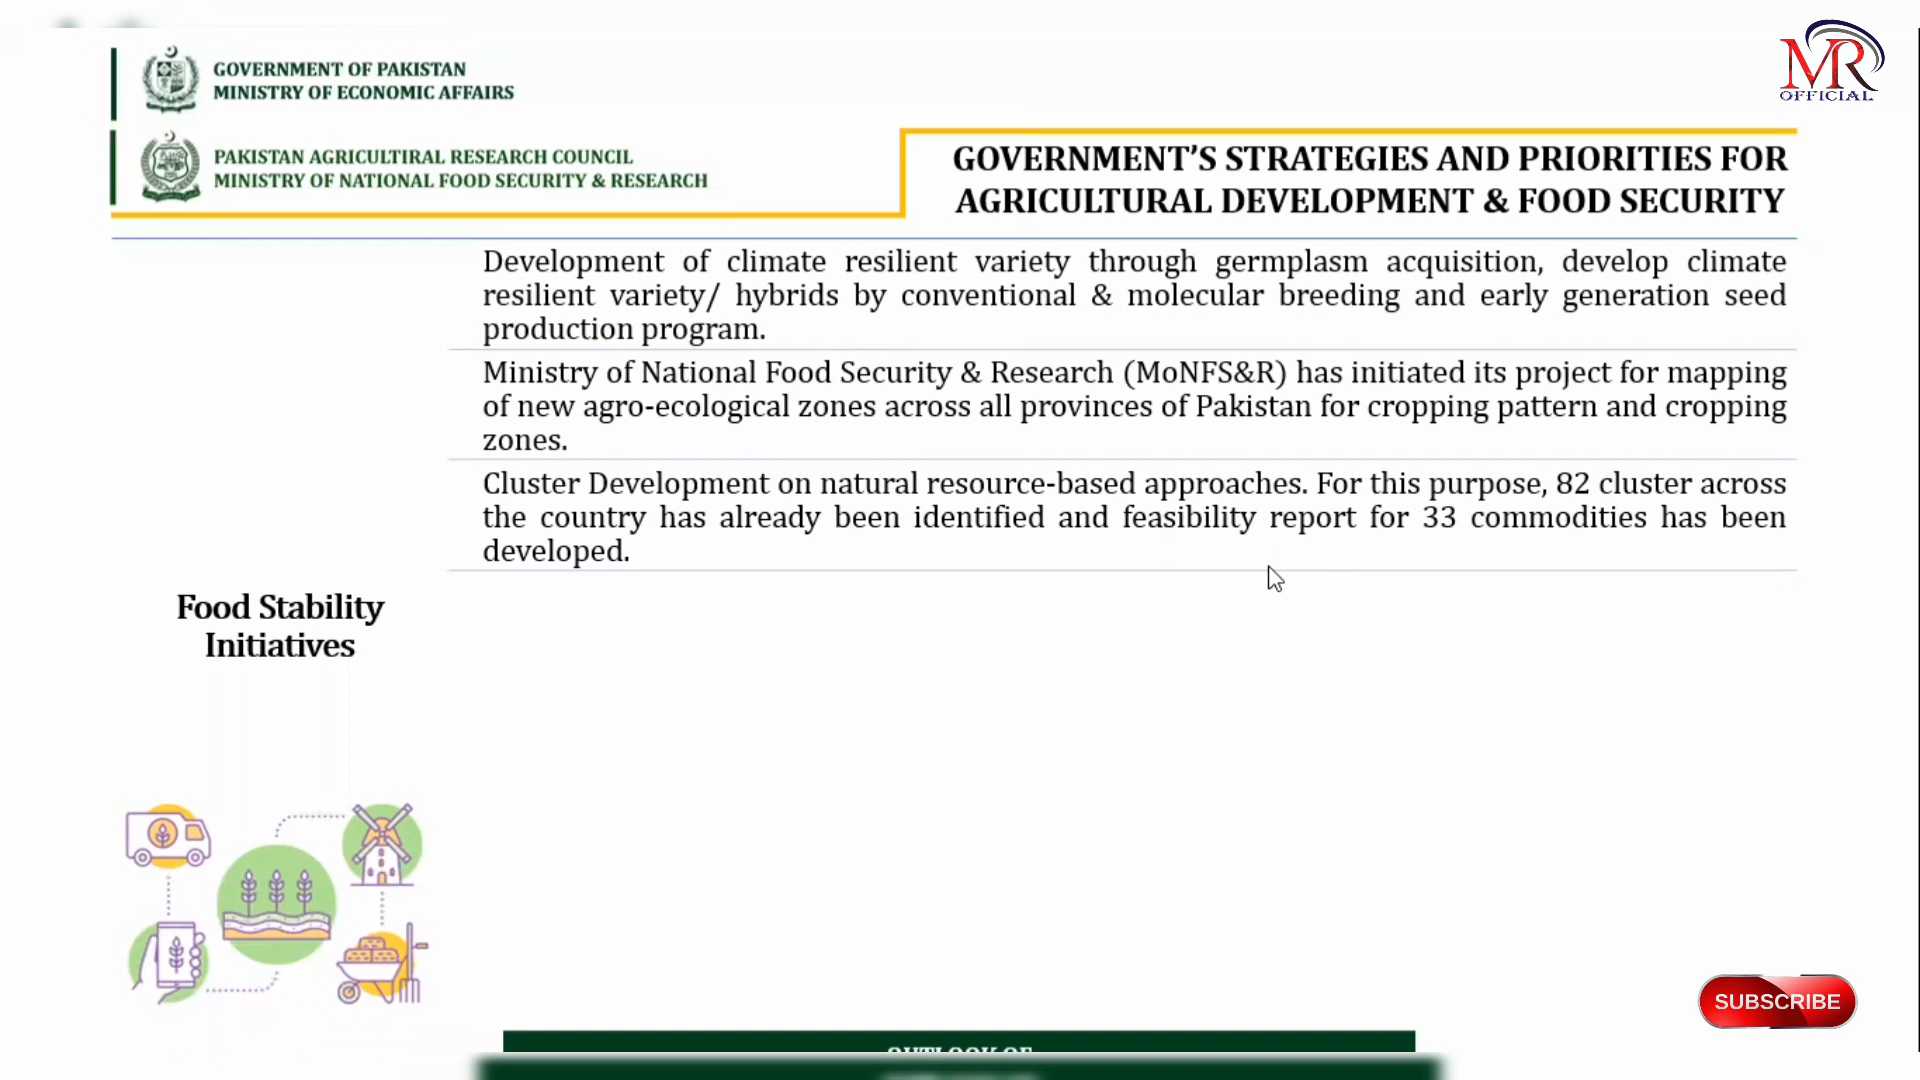 GOVERNMENT OF PAKISTAN
MINISTRY OF ECONOMIC AFFAIRS
PAKISTAN AGRICULTIRAL RESEARCH COUNCIL
MINISTRY OF NATIONAL FOOD SECURITY & RESEARCH
MR
OFFICIAL
GOVERNMENT’S STRATEGIES AND PRIORITIES FOR
AGRICULTURAL DEVELOPMENT & FOOD SECURITY
Development of climate resilient variety through germplasm acquisition, develop climate
resilient variety/ hybrids by conventional & molecular breeding and early generation seed
production program.
Ministry of National Food Security & Research (MoNFS&R) has initiated its project for mapping
of new agro-ecological zones across all provinces of Pakistan for cropping pattern and cropping
zones.
Cluster Development on natural resource-based approaches. For this purpose, 82 cluster across
the country has already been identified and feasibility report for 33 commodities has been
developed.
Food Stability
Initiatives
SUBSCRIBE
OUTLOOK OF